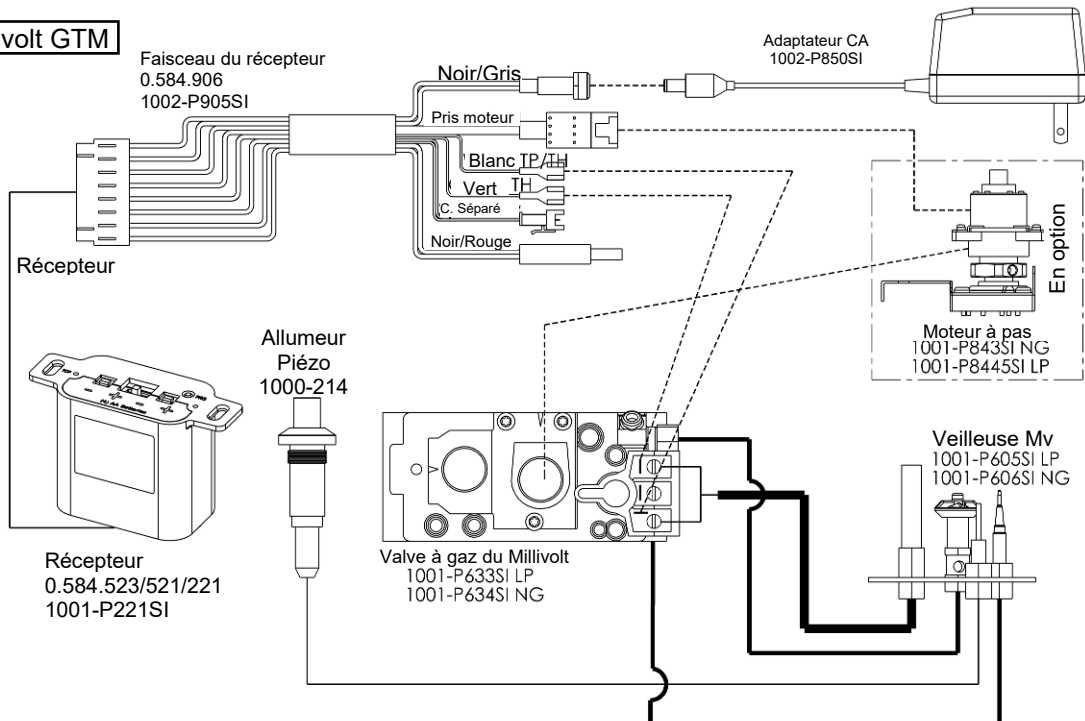 volt GTM
Faisceau du récepteur
0.584.906
1002-P905SI
Noir/Gris
Adaptateur CA
1002-P850SI
Pris moteur
Blanc TP/TH
Vert TH
C. Séparé
Noir/Rouge
Récepteur
En option
Moteur à pas
1001-P843SI NG
1001-P8445SI LP
Allumeur
Piézo
1000-214
Veilleuse Mv
1001-P605SI LP
1001-P606SI NG
Valve à gaz du Millivolt
1001-P633SI LP
1001-P634SI NG
Récepteur
0.584.523/521/221
1001-P221SI